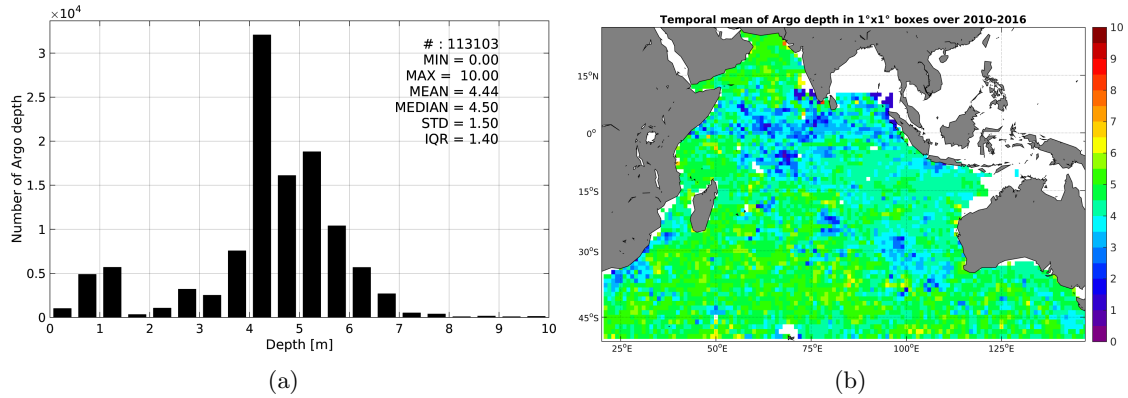 ×10⁴
# : 113103
MIN = 0.00
MAX = 10.00
MEAN = 4.44
MEDIAN = 4.50
STD = 1.50
IQR = 1.40
Number of Argo depth
3
2.5
2
1.5
1
0.5
0
0 1 2 3 4 5 6 7 8 9 10
Depth [m]
(a)
Temporal mean of Argo depth in 1°x1° boxes over 2010-2016
15°N
0°
15°S
30°S
45°S
25°E 50°E 75°E 100°E 125°E
10
9
8
7
6
5
4
3
2
1
0
(b)